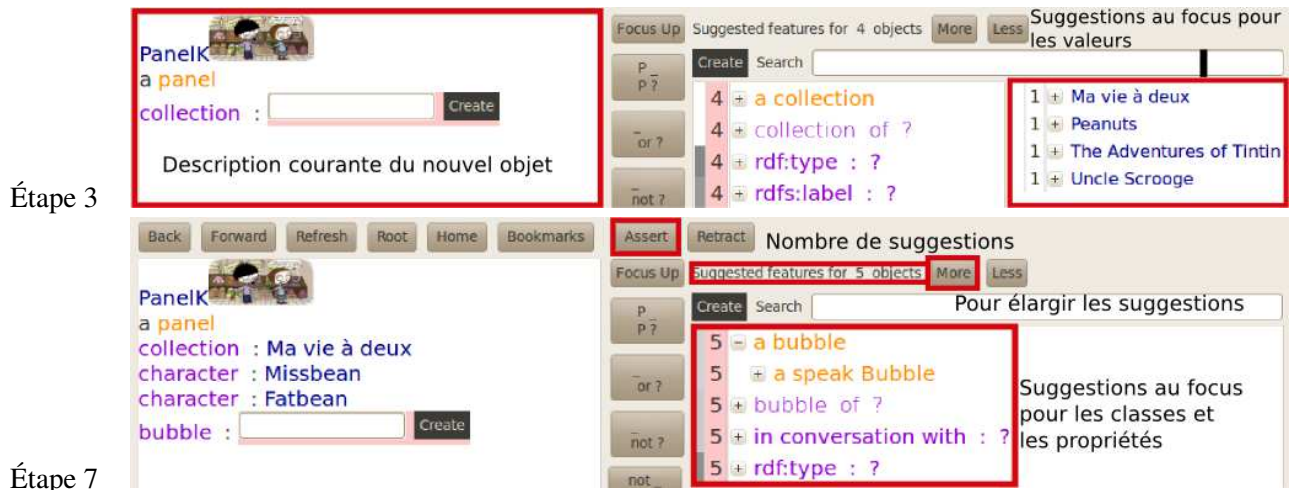 Étape 3
PanelK
a panel
collection : Create
Description courante du nouvel objet
Focus Up Suggested features for 4 objects More Less
Suggestions au focus pour
les valeurs
P _
P ?
Create Search
_
or ?
_
not ?
4 + a collection
4 + collection of ?
4 + rdf:type : ?
4 + rdfs:label : ?
1 + Ma vie à deux
1 + Peanuts
1 + The Adventures of Tintin
1 + Uncle Scrooge
Étape 7
Back Forward Refresh Root Home Bookmarks Assert Retract
Nombre de suggestions
PanelK
a panel
collection : Ma vie à deux
character : Missbean
character : Fatbean
bubble : Create
Focus Up Suggested features for 5 objects More Less
P _
P ?
Create Search
Pour élargir les suggestions
_
or ?
_
not ?
not _
5 - a bubble
5 + a speak Bubble
5 + bubble of ?
5 + in conversation with : ?
5 + rdf:type : ?
Suggestions au focus
pour les classes et
les propriétés